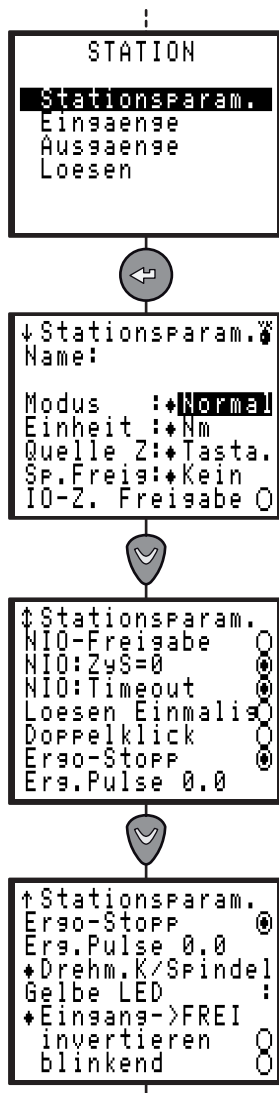 STATION
Stationsparam.
Eingaenge
Ausgaenge
Loesen
↓Stationsparam.
Name:
Modus :♦Normal
Einheit :♦Nm
Quelle Z:♦Tasta.
Sp.Freig:♦Kein
IO-Z. Freigabe
↕Stationsparam.
NIO-Freigabe
NIO:ZyS=0
NIO:Timeout
Loesen Einmalig
Doppelklick
Ergo-Stopp
Erg.Pulse 0.0
↑Stationsparam.
Ergo-Stopp
Erg.Pulse 0.0
♦Drehm.K/Spindel
Gelbe LED :
♦Eingang->FREI
invertieren
blinkend